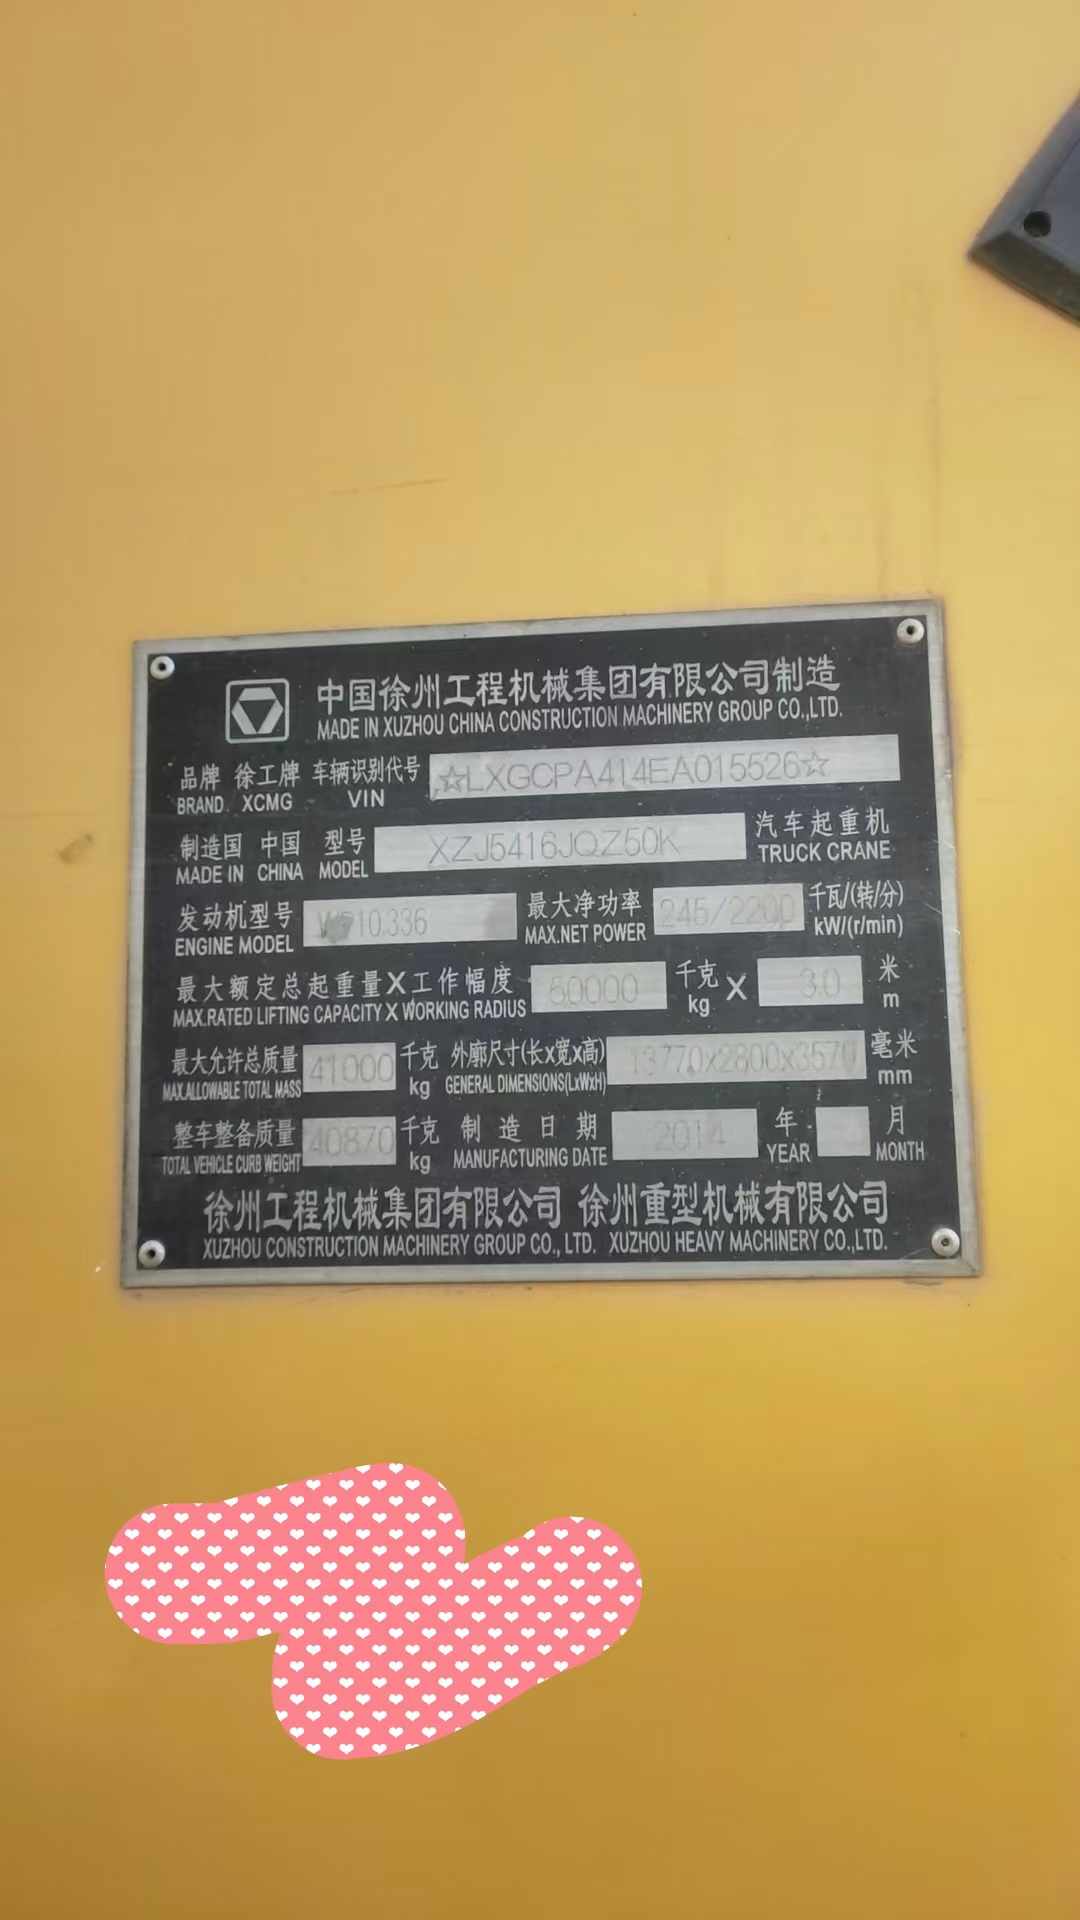 中国徐州工程机械集团有限公司制造
MADE IN XUZHOU CHINA CONSTRUCTION MACHINERY GROUP CO.,LTD.
品牌 徐工牌 车辆识别代号 ☆LXGCPA414EA015526☆
BRAND. XCMG VIN
制造国 中国 型号 XZJ5416JQZ50K 汽车起重机
MADE IN CHINA MODEL TRUCK CRANE
发动机型号 10.336 最大净功率 245/2200 千瓦/(转/分)
ENGINE MODEL MAX.NET POWER kW/(r/min)
最大额定总起重量X工作幅度 50000 千克 X 3.0 米
MAX.RATED LIFTING CAPACITY X WORKING RADIUS kg m
最大允许总质量 41000 千克 外廓尺寸(长x宽x高) 13770x2800x3570 毫米
MAX.ALLOWABLE TOTAL MASS kg GENERAL DIMENSIONS(LxWxH) mm
整车整备质量 40870 千克 制造日期 2014 年 月
TOTAL VEHICLE CURB WEIGHT kg MANUFACTURING DATE YEAR MONTH
徐州工程机械集团有限公司 徐州重型机械有限公司
XUZHOU CONSTRUCTION MACHINERY GROUP CO., LTD. XUZHOU HEAVY MACHINERY CO.,LTD.